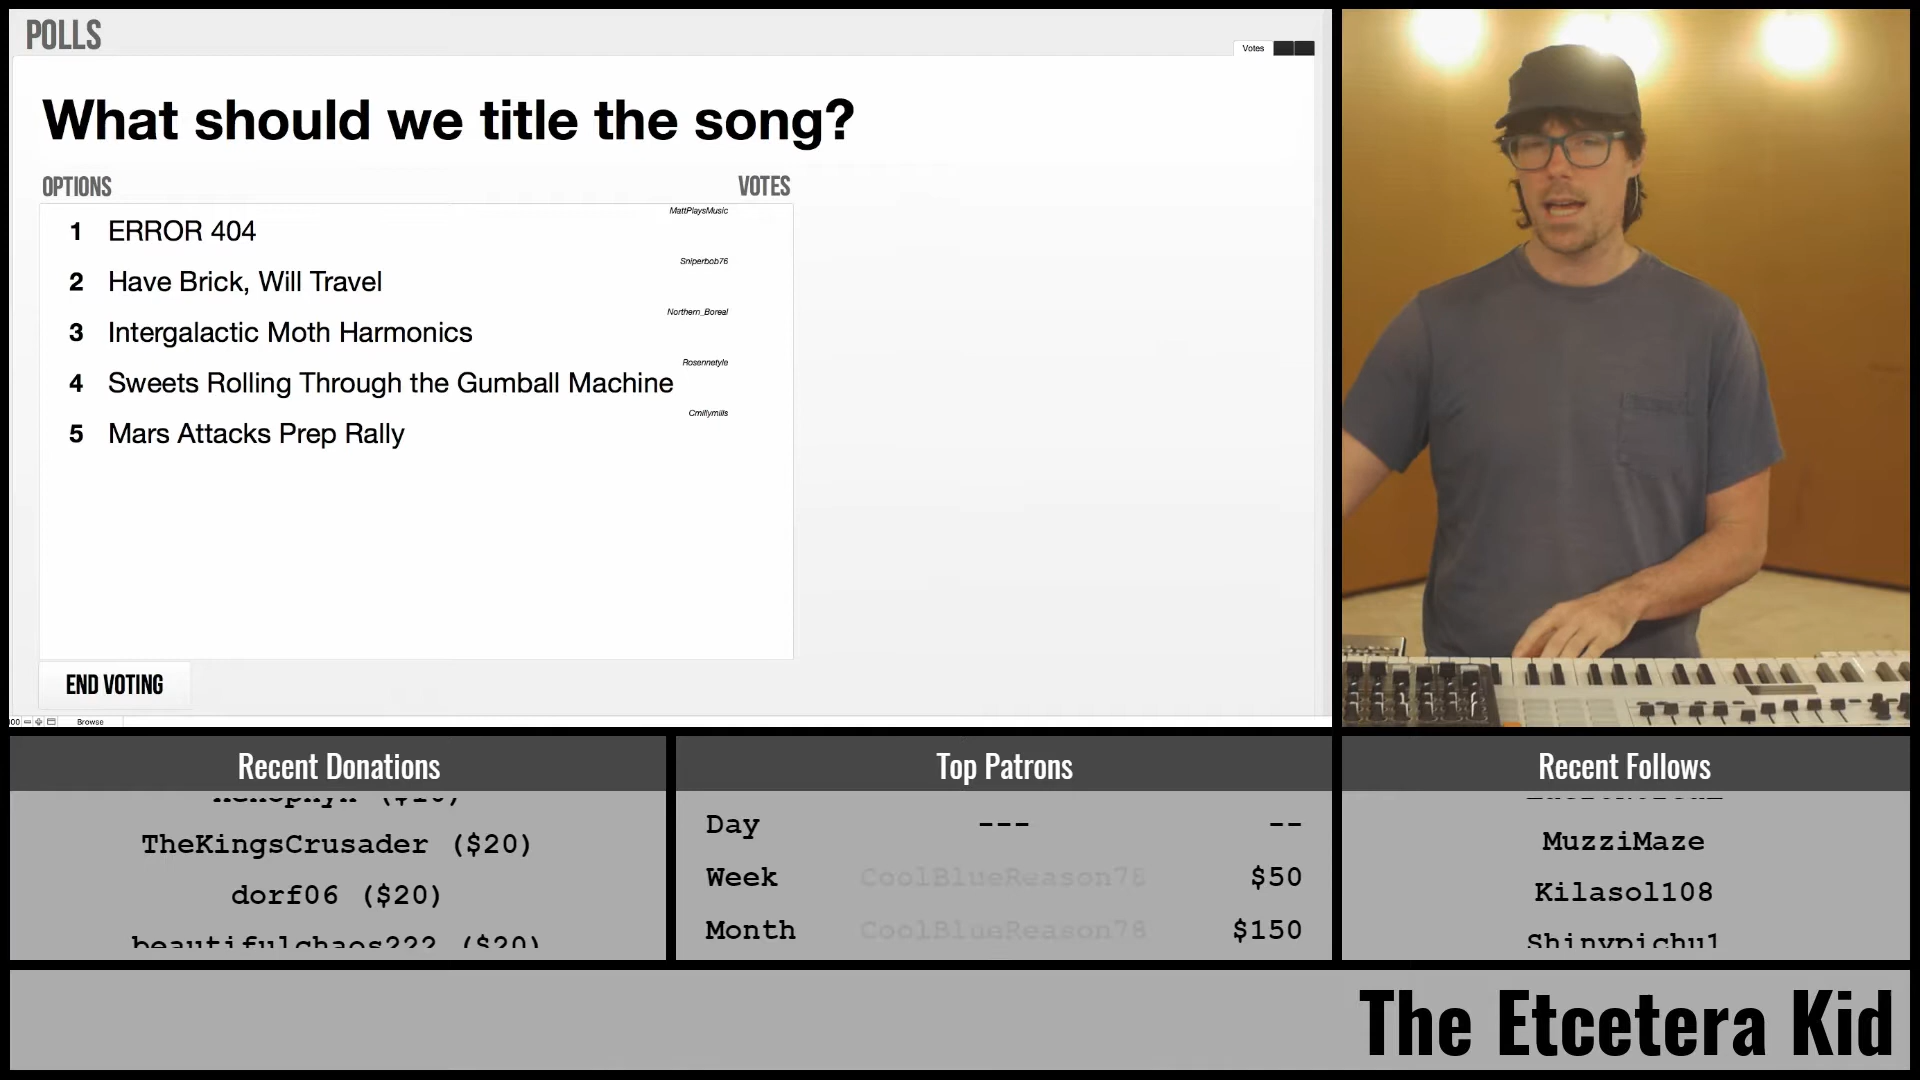 POLLS
Votes
What should we title the song?
OPTIONS VOTES
MattPlaysMusic
1 ERROR 404
Sniperbob76
2 Have Brick, Will Travel
Northern_Boreal
3 Intergalactic Moth Harmonics
Rosennetyle
4 Sweets Rolling Through the Gumball Machine
Cmillymills
5 Mars Attacks Prep Rally
END VOTING
Browse
Recent Donations
TheKingsCrusader ($20)
dorf06 ($20)
beautifulchaos222 ($20)
Top Patrons
Day --- --
Week CoolBlueReason78 $50
Month CoolBlueReason78 $150
Recent Follows
MuzziMaze
Kilasol108
Shinypichu1
The Etcetera Kid